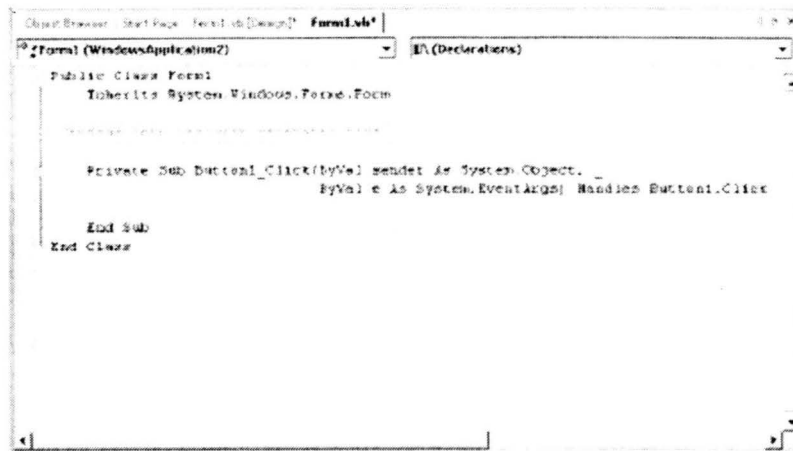 Object Browser Start Page Form1.vb [Design]* Form1.vb*
Form1 (WindowsApplication2) (Declarations)
Public Class Form1
Inherits System.Windows.Forms.Form
Private Sub Button1_Click(ByVal sender As System.Object, _
ByVal e As System.EventArgs) Handles Button1.Click
End Sub
End Class